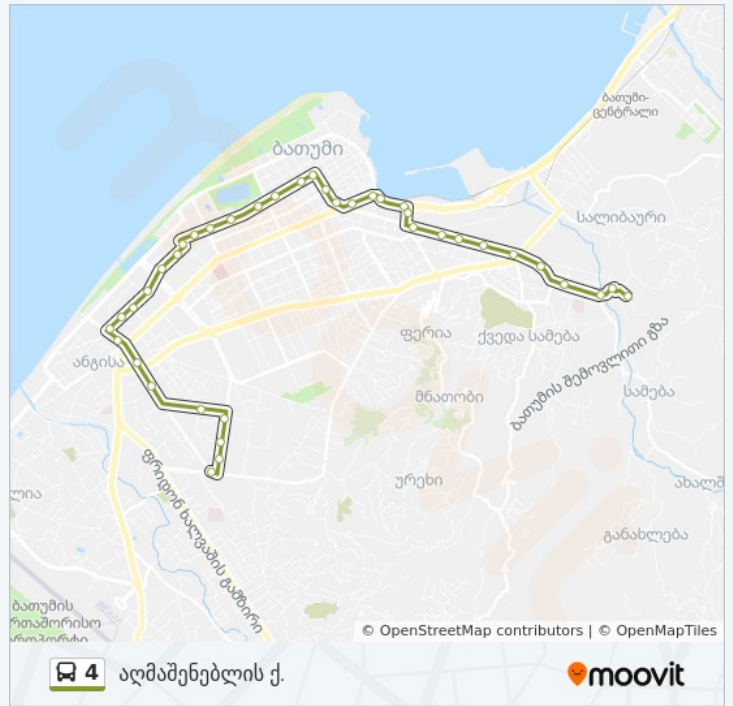 ბათუმი-
ცენტრალი
ბათუმი
სალიბაური
ფერია
ქვედა სამება
ანგისა
ბათუმის შემოვლითი გზა
მნათობი
სამება
ურეხი
ფრიდონ ხალვაშის გამზირი
ლია
ახალშ
განახლება
ბათუმის
რთაშორისო
აროპორტი
© OpenStreetMap contributors | © OpenMapTiles
4 აღმაშენებლის ქ.
moovit